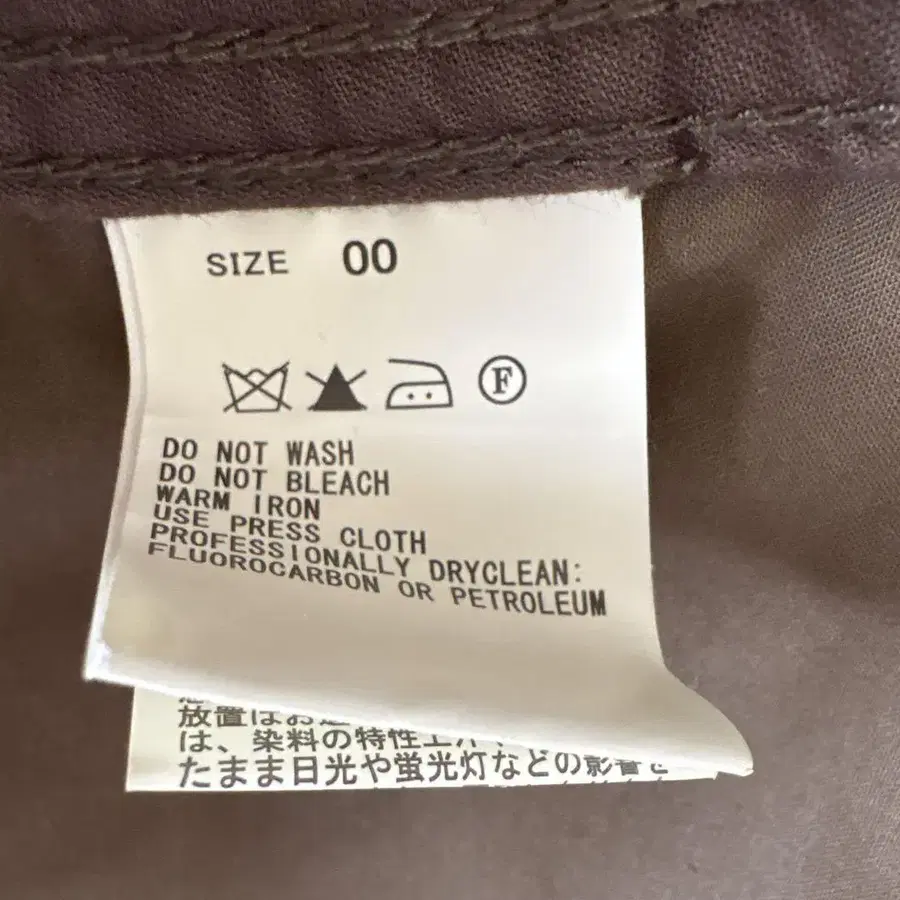 SIZE 00
F
DO NOT WASH
DO NOT BLEACH
WARM IRON
USE PRESS CLOTH
PROFESSIONALLY DRYCLEAN:
FLUOROCARBON OR PETROLEUM
放置はお
は、染料の特性上
たまま日光や蛍光灯などの影響